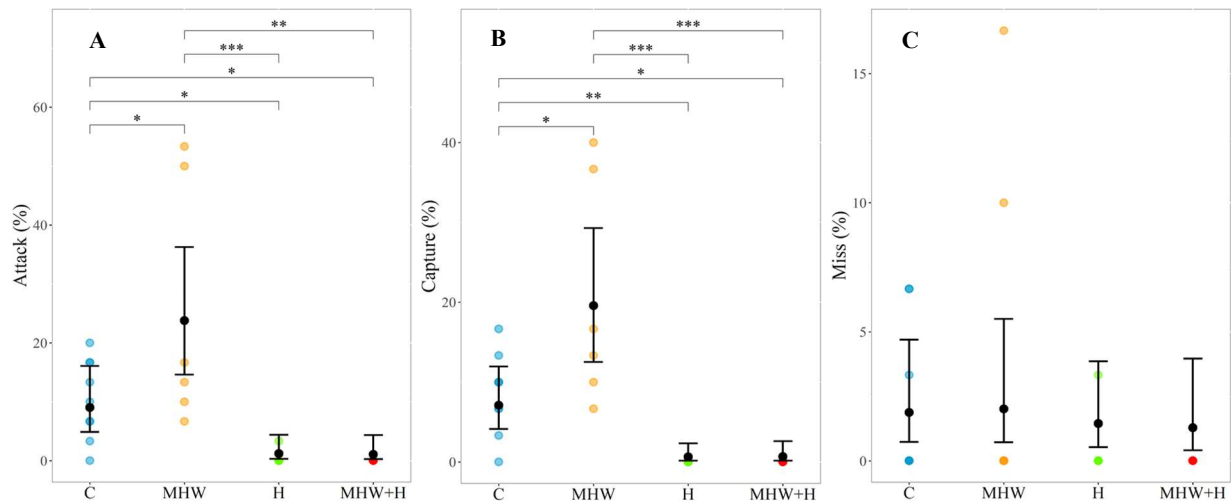 A
**
***
*
*
*
60
40
20
0
Attack (%)
C MHW H MHW+H
B
***
***
*
**
*
40
20
0
Capture (%)
C MHW H MHW+H
C
15
10
5
0
Miss (%)
C MHW H MHW+H